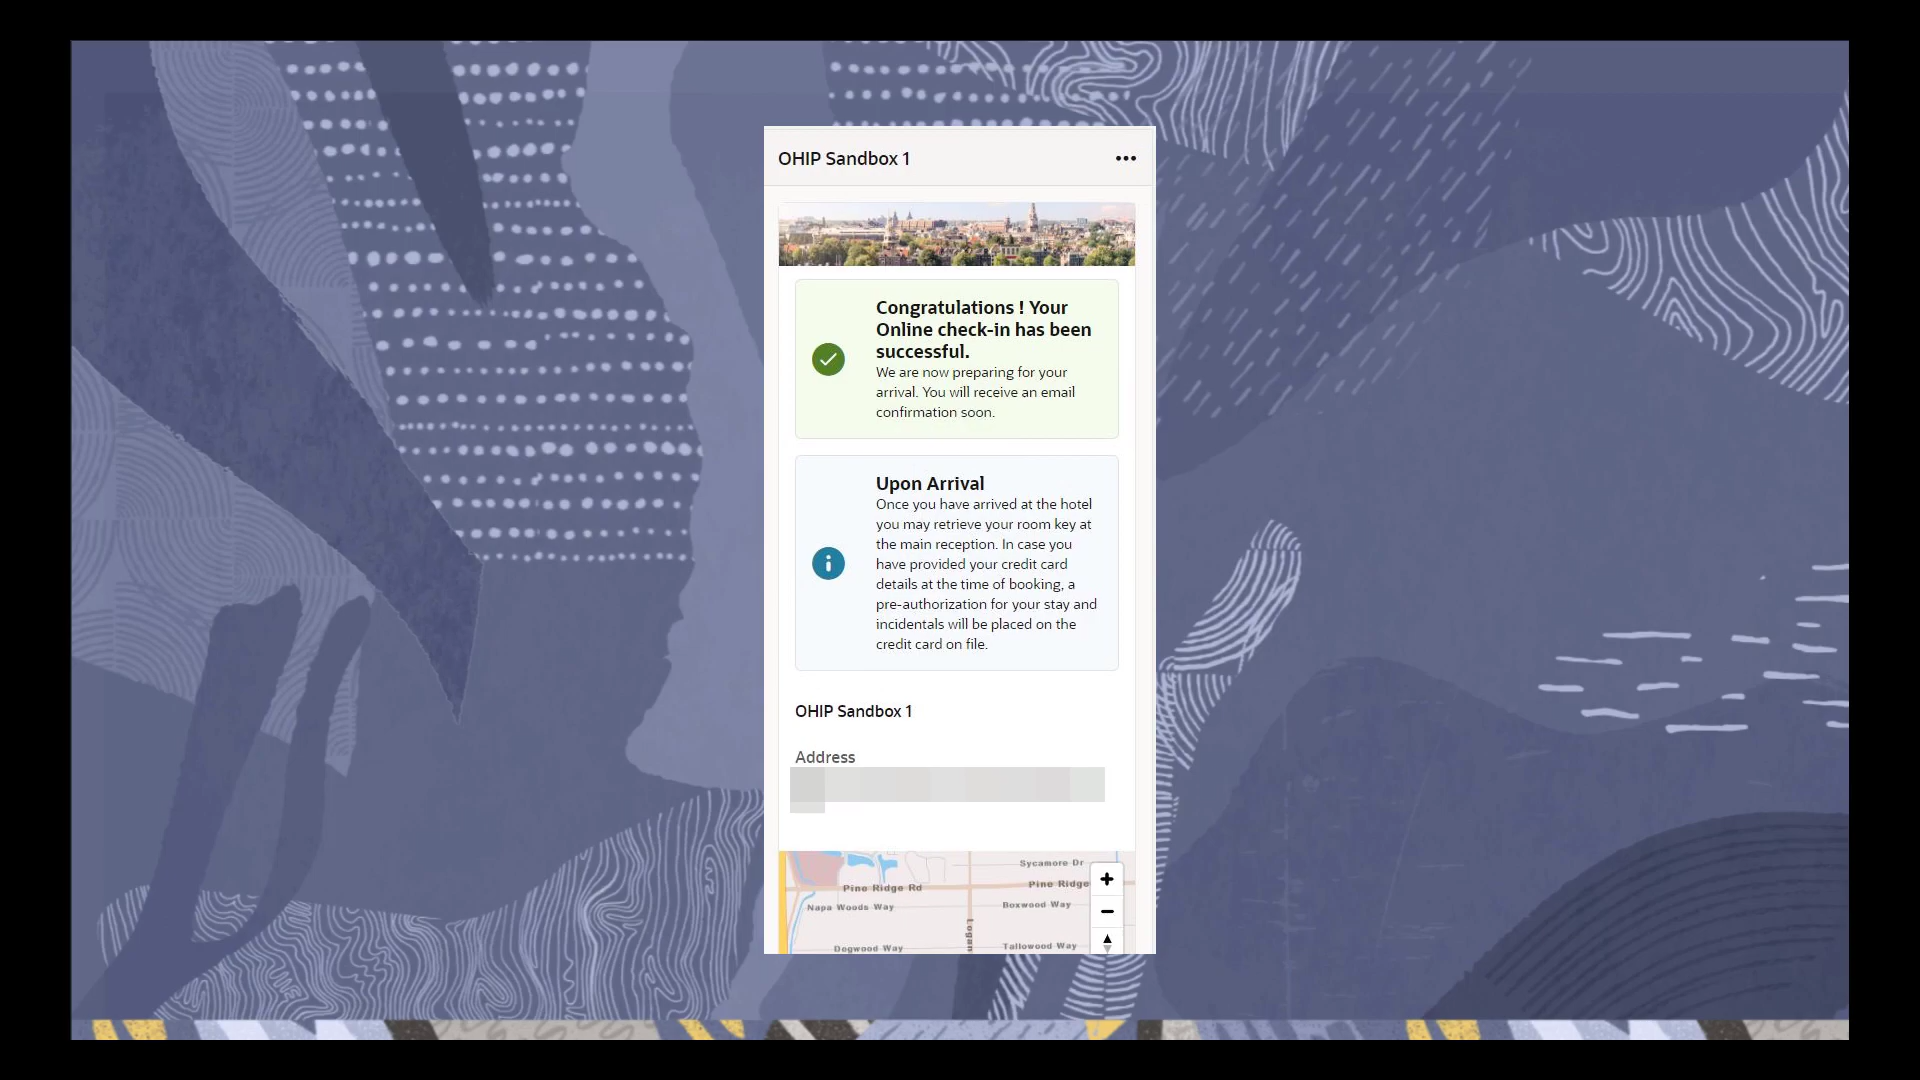 OHIP Sandbox 1
Congratulations ! Your
Online check-in has been
successful.
We are now preparing for your
arrival. You will receive an email
confirmation soon.
Upon Arrival
Once you have arrived at the hotel
you may retrieve your room key at
the main reception. In case you
have provided your credit card
details at the time of booking, a
pre-authorization for your stay and
incidentals will be placed on the
credit card on file.
OHIP Sandbox 1
Address
Sycamore Dr
Pine Ridge Rd
Pine Ridge
Napa Woods Way
Boxwood Way
Logan
Dogwood Way
Tallowood Way